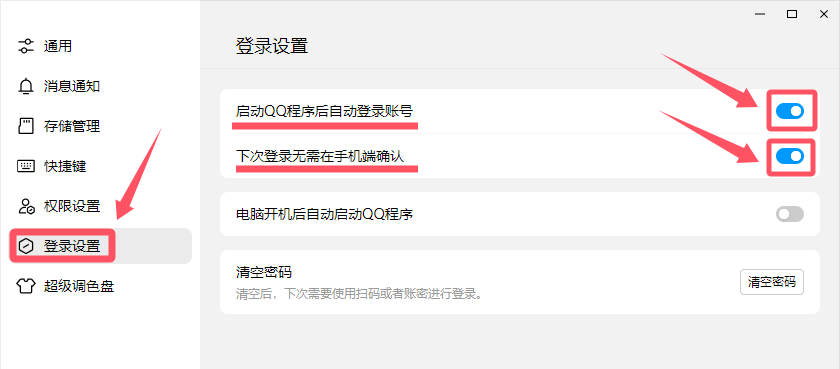 通用
消息通知
存储管理
快捷键
权限设置
登录设置
超级调色盘
登录设置
启动QQ程序后自动登录账号
下次登录无需在手机端确认
电脑开机后自动启动QQ程序
清空密码
清空后，下次需要使用扫码或者账密进行登录。
清空密码